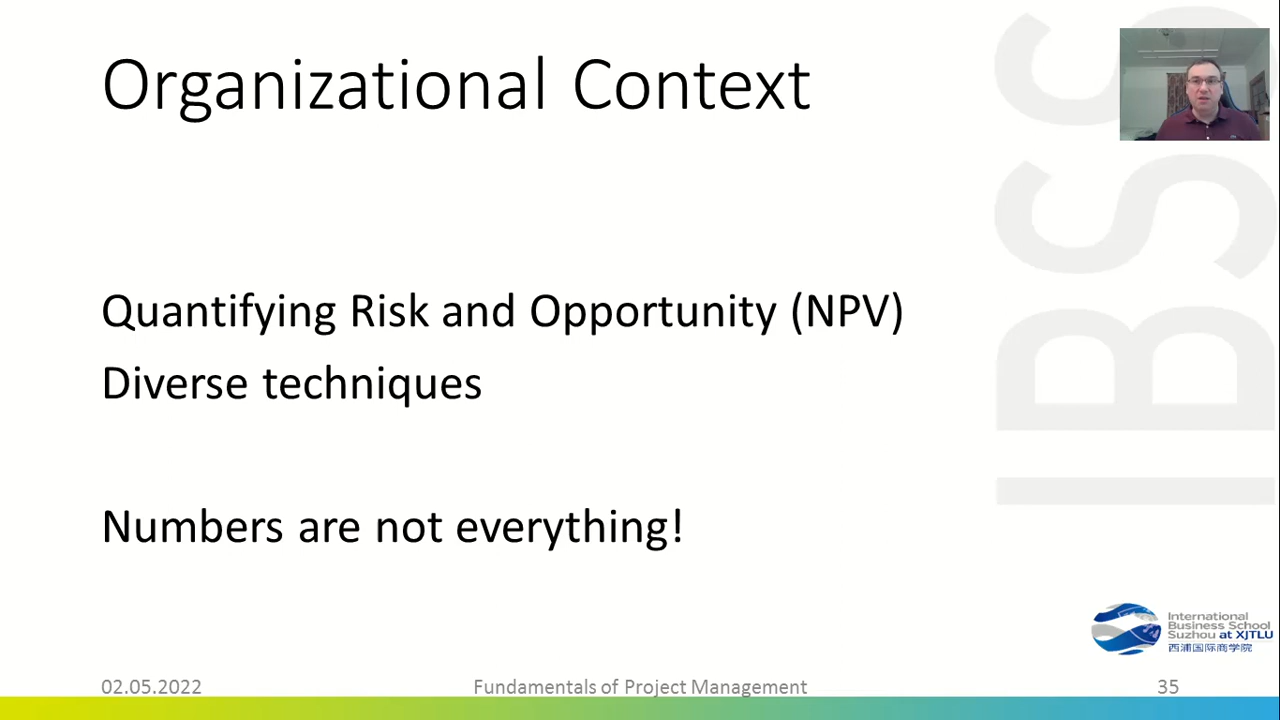 Organizational Context
Quantifying Risk and Opportunity (NPV)
Diverse techniques
Numbers are not everything!
IBSS
International
Business School
Suzhou at XJTLU
西浦国际商学院
02.05.2022
Fundamentals of Project Management
35